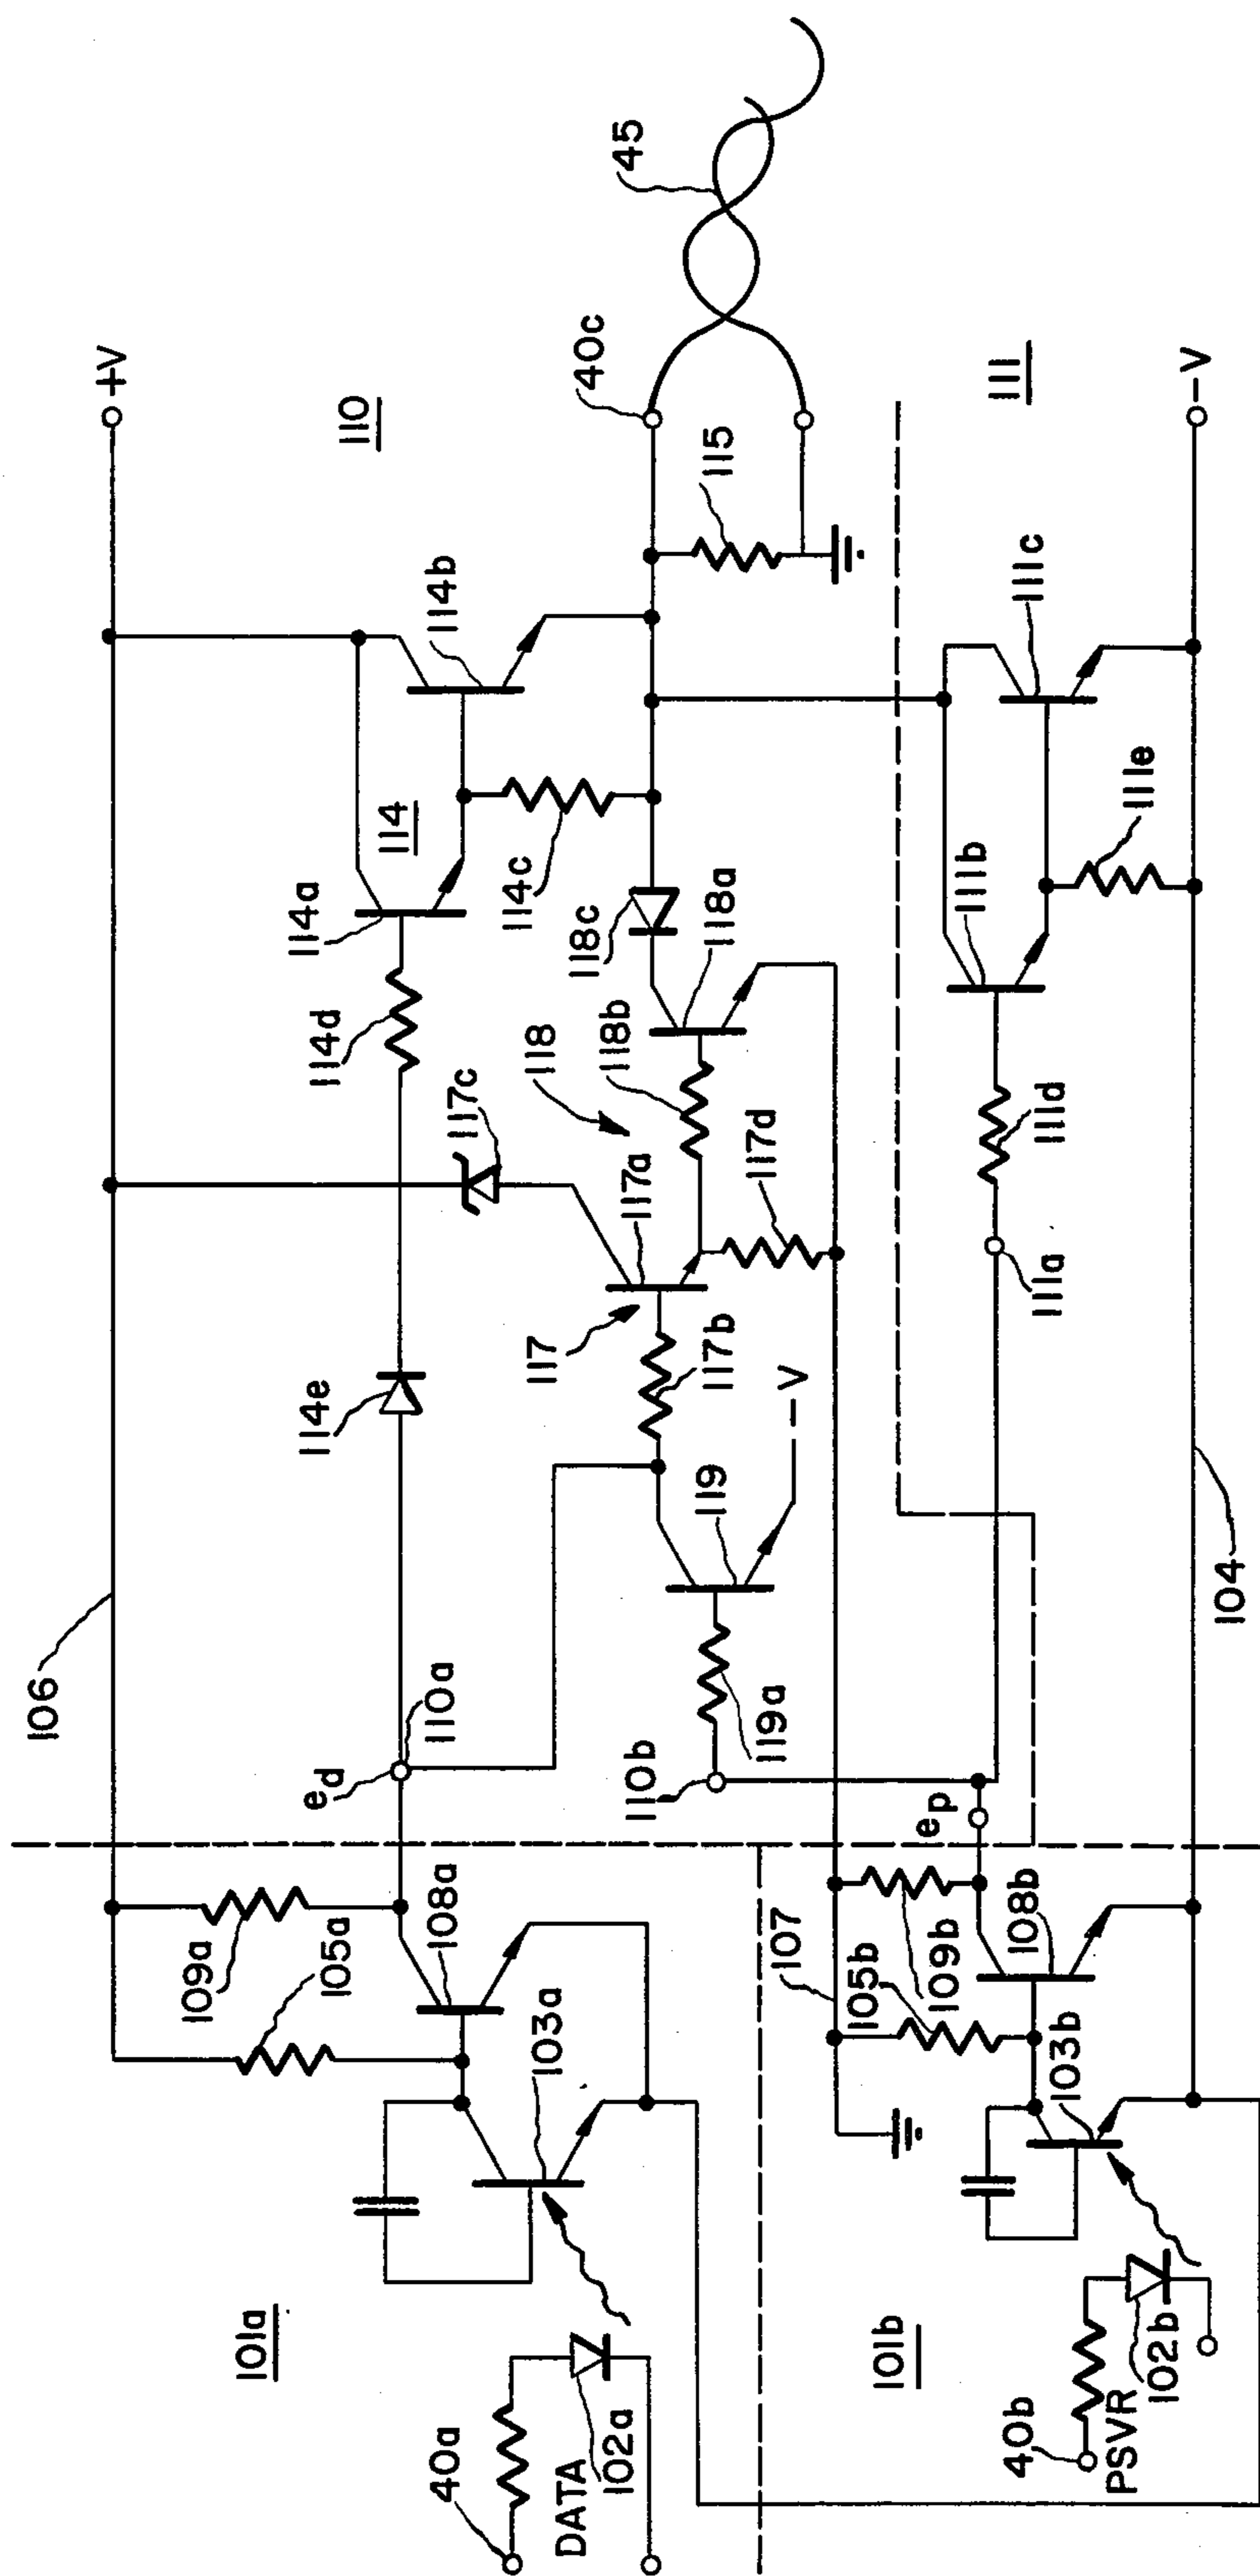 106
+V
110
109a
105a
108a
103a
101a
40a
DATA
102a
ed
110a
114e
114d
114a
114
114b
114c
117c
118
118c
118a
118b
117a
117
117b
117d
119
-V
119a
110b
40c
45
115
111
111c
111b
111e
111d
111a
-V
104
ep
107
105b
109b
108b
103b
101b
40b
PSVR
102b